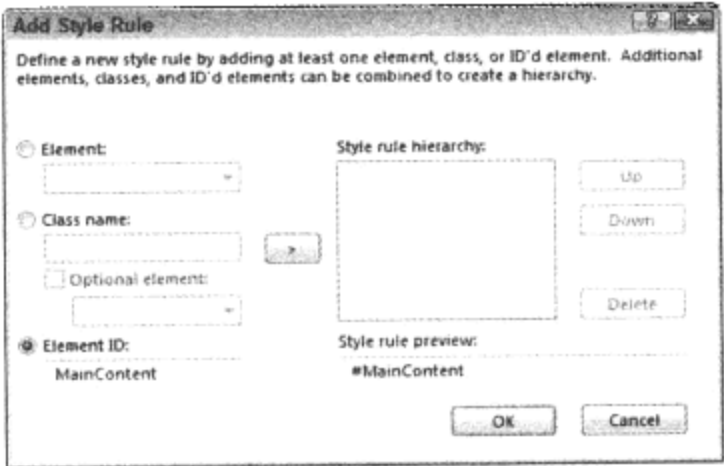 Add Style Rule
Define a new style rule by adding at least one element, class, or ID'd element. Additional
elements, classes, and ID'd elements can be combined to create a hierarchy.
Element:
Style rule hierarchy:
Up
Class name:
Down
>
Optional element:
Delete
Element ID:
Style rule preview:
MainContent
#MainContent
OK
Cancel